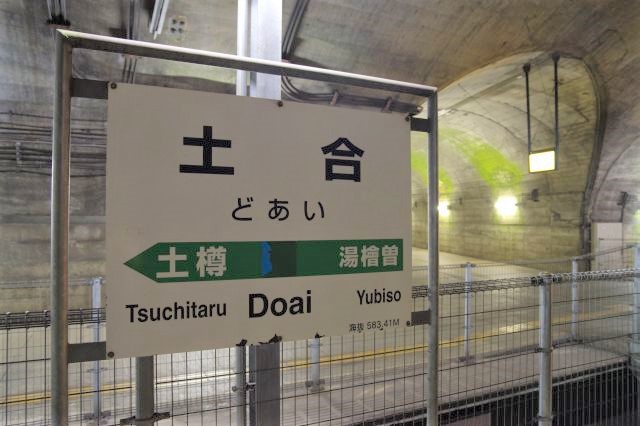 土合
どあい
土樽 湯檜曽
Tsuchitaru Doai Yubiso
海抜 583.41M